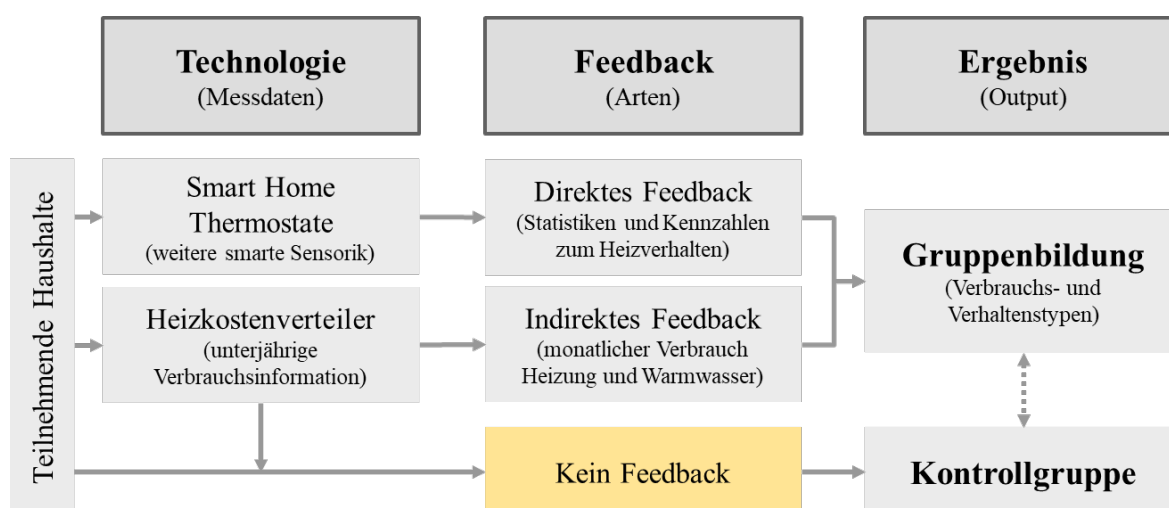 Technologie
(Messdaten)
Feedback
(Arten)
Ergebnis
(Output)
Teilnehmende Haushalte
Smart Home
Thermostate
(weitere smarte Sensorik)
Direktes Feedback
(Statistiken und Kennzahlen
zum Heizverhalten)
Gruppenbildung
(Verbrauchs- und
Verhaltenstypen)
Heizkostenverteiler
(unterjährige
Verbrauchsinformation)
Indirektes Feedback
(monatlicher Verbrauch
Heizung und Warmwasser)
Kein Feedback
Kontrollgruppe